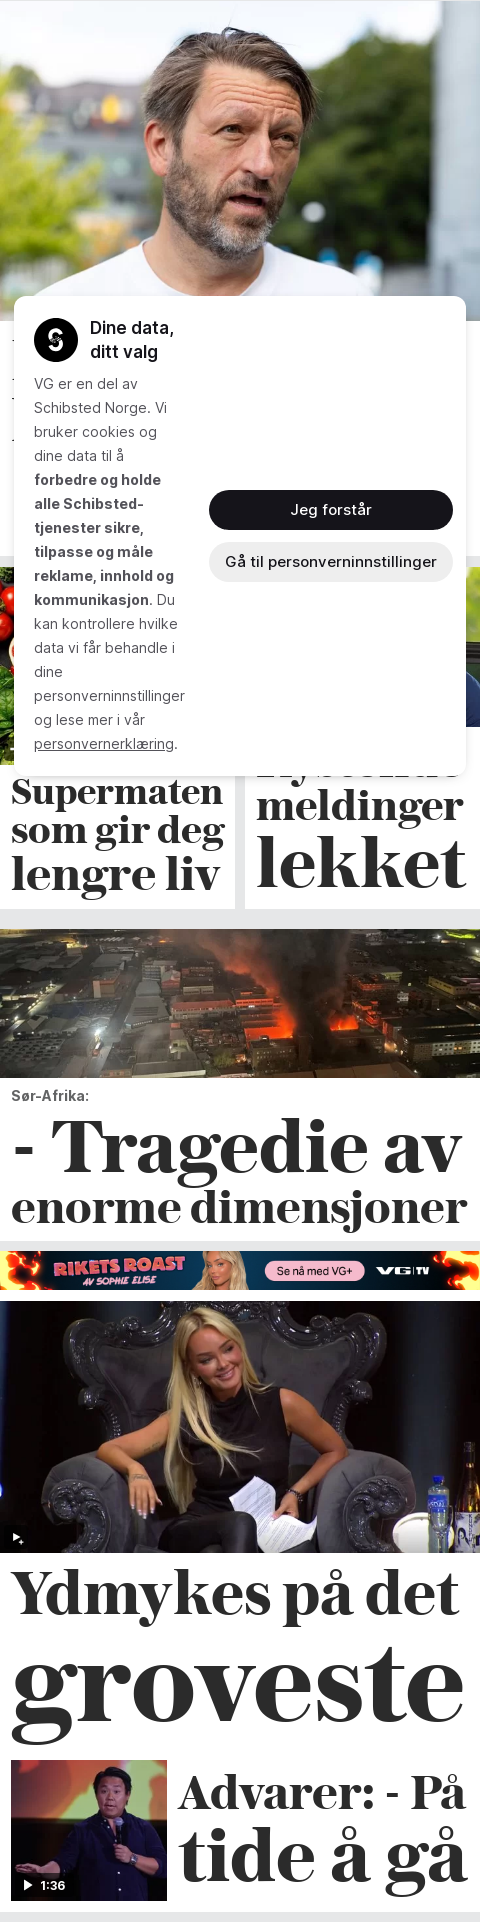 Dine data,
ditt valg
VG er en del av
Schibsted Norge. Vi
bruker cookies og
dine data til å
forbedre og holde
alle Schibsted-
tjenester sikre,
tilpasse og måle
reklame, innhold og
kommunikasjon. Du
kan kontrollere hvilke
data vi får behandle i
dine
personverninnstillinger
og lese mer i vår
personvernerklæring.
Jeg forstår
Gå til personverninnstillinger
Supermaten
som gir deg
lengre liv
meldinger
lekket
Sør-Afrika:
- Tragedie av
enorme dimensjoner
RIKETS ROAST
AV SOPHIE ELISE
Se nå med VG+
VG TV
Ydmykes på det
groveste
1:36
Advarer: - På
tide å gå